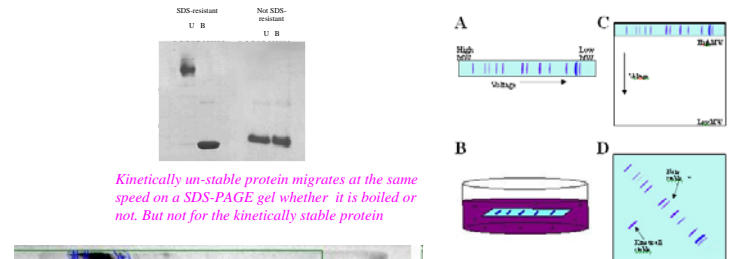 SDS-resistant
Not SDS-
resistant
U B
U B
Kinetically un-stable protein migrates at the same
speed on a SDS-PAGE gel whether it is boiled or
not. But not for the kinetically stable protein
A
High
MW
Low
MW
Voltage
B
C
High MW
Voltage
Low MW
D